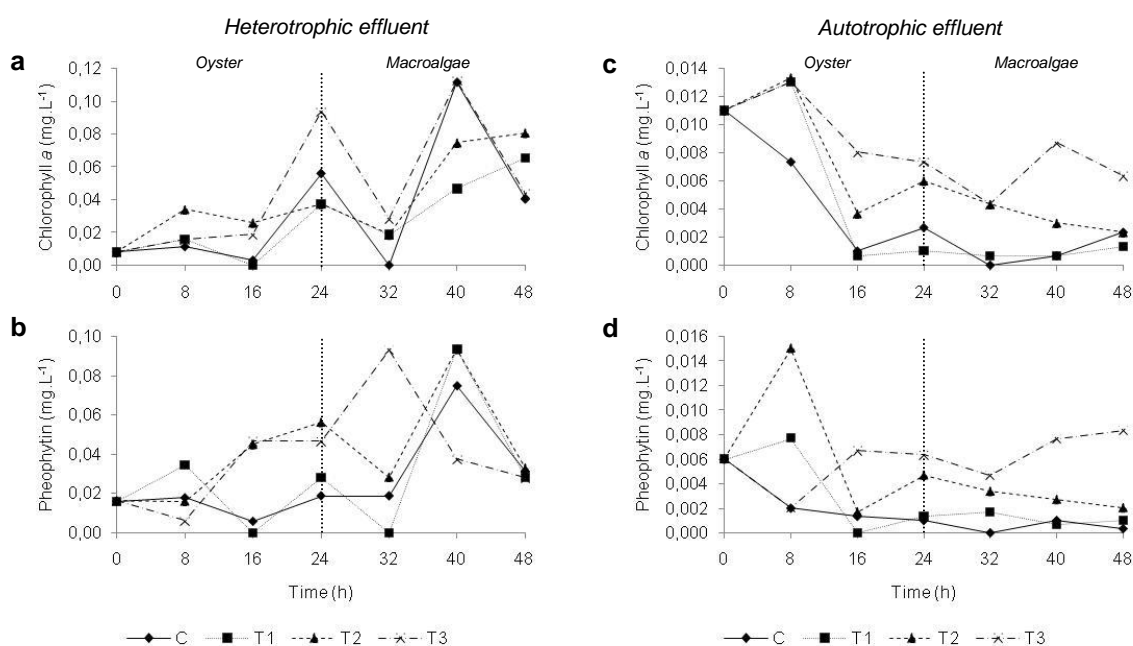 Heterotrophic effluent
a
Oyster
Macroalgae
Chlorophyll a (mg.L-1)
0,12
0,10
0,08
0,06
0,04
0,02
0,00
0 8 16 24 32 40 48
b
Pheophytin (mg.L-1)
0,10
0,08
0,06
0,04
0,02
0,00
0 8 16 24 32 40 48
Time (h)
C T1 T2 T3
Autotrophic effluent
c
Oyster
Macroalgae
Chlorophyll a (mg.L-1)
0,014
0,012
0,010
0,008
0,006
0,004
0,002
0,000
0 8 16 24 32 40 48
d
Pheophytin (mg.L-1)
0,016
0,014
0,012
0,010
0,008
0,006
0,004
0,002
0,000
0 8 16 24 32 40 48
Time (h)
C T1 T2 T3